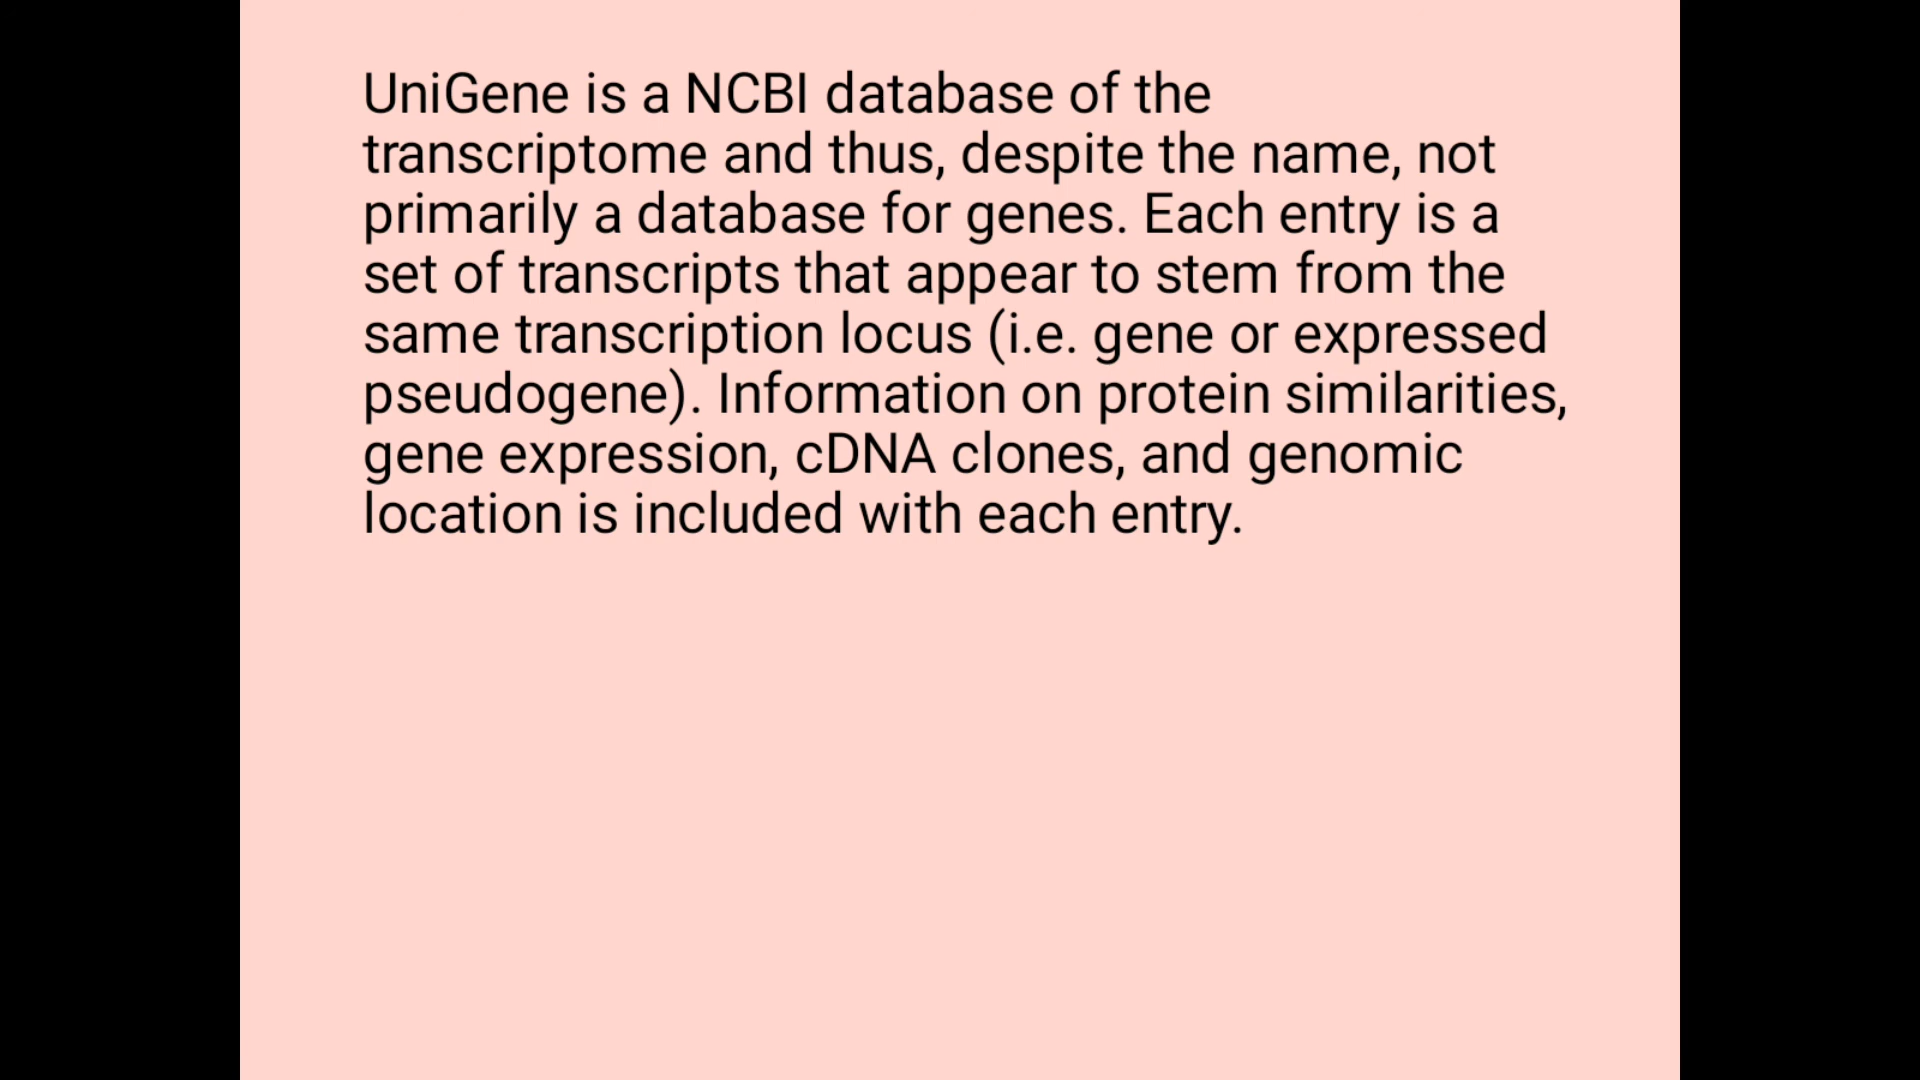 UniGene is a NCBI database of the
transcriptome and thus, despite the name, not
primarily a database for genes. Each entry is a
set of transcripts that appear to stem from the
same transcription locus (i.e. gene or expressed
pseudogene). Information on protein similarities,
gene expression, cDNA clones, and genomic
location is included with each entry.